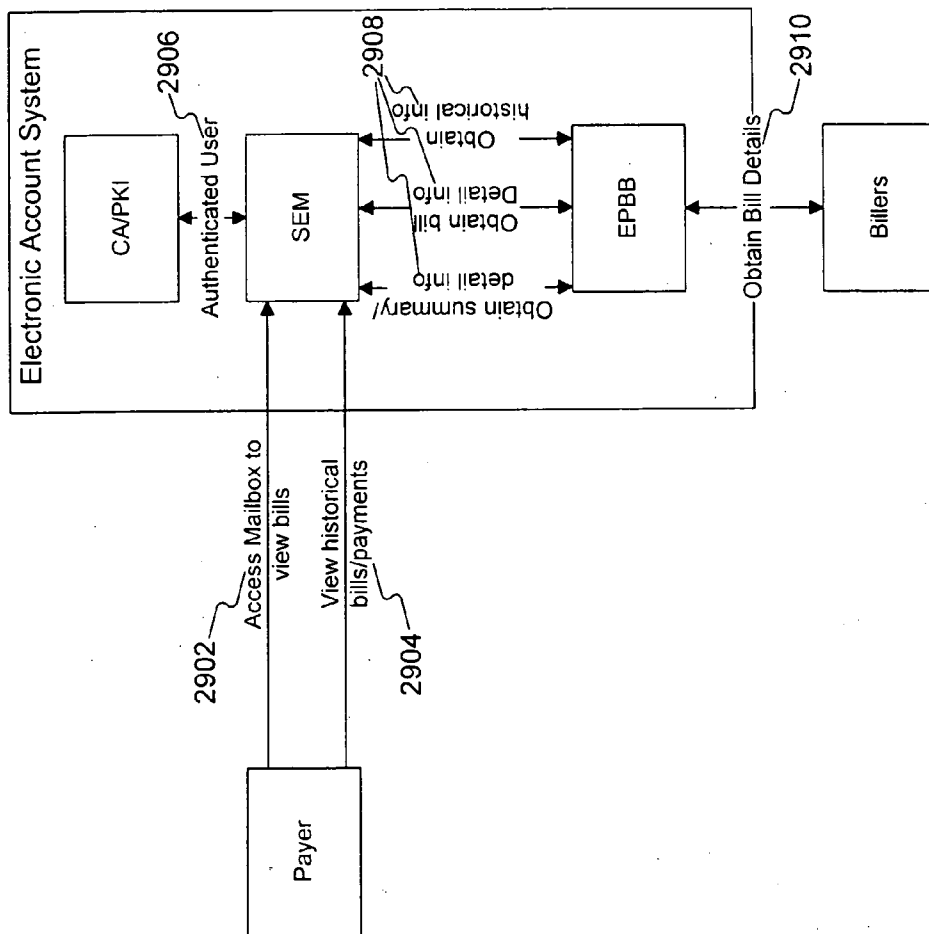 Electronic Account System
CA/PKI
2906
Authenticated User
SEM
2908
Obtain summary/
detail info
Obtain bill
Detail info
Obtain
historical info
EPBB
2910
Obtain Bill Details
Billers
2902
Access Mailbox to
view bills
View historical
bills/payments
2904
Payer